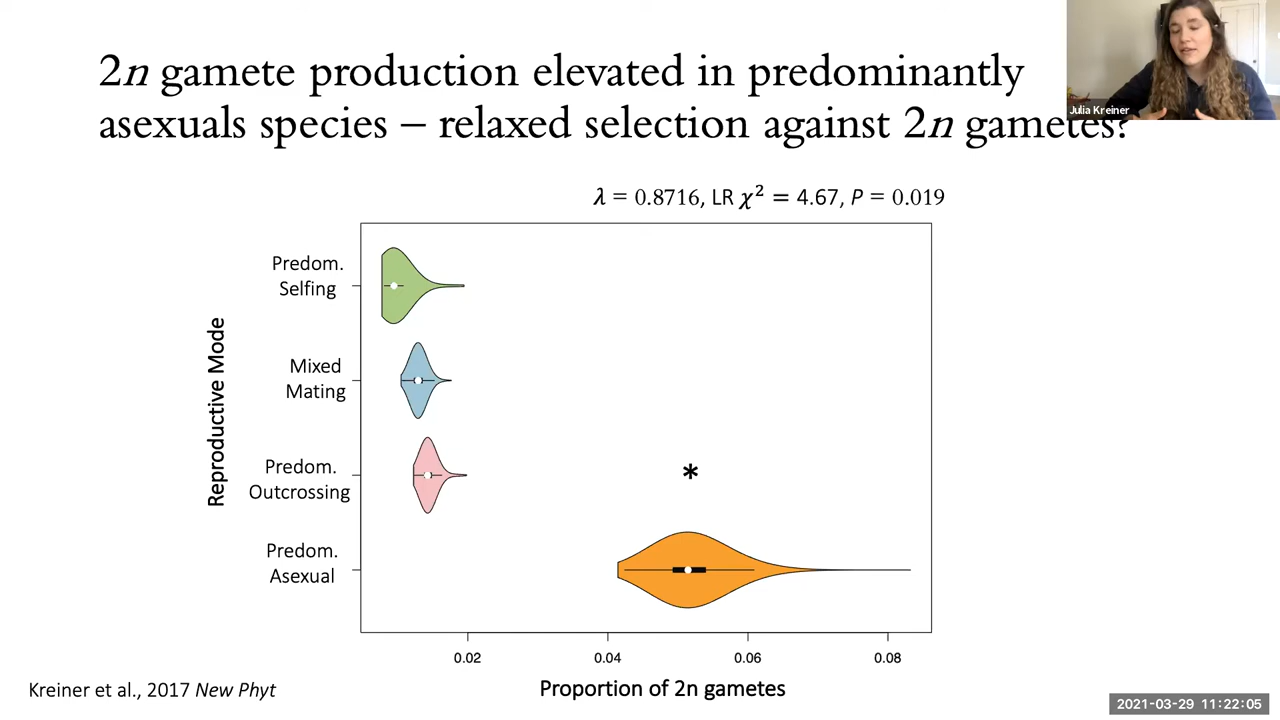 2n gamete production elevated in predominantly
asexuals species – relaxed selection against 2n gametes?
Julia Kreiner
λ = 0.8716, LR χ² = 4.67, P = 0.019
Predom.
Selfing
Mixed
Mating
Predom.
Outcrossing
*
Predom.
Asexual
Reproductive Mode
0.02 0.04 0.06 0.08
Proportion of 2n gametes
Kreiner et al., 2017 New Phyt
2021-03-29 11:22:05